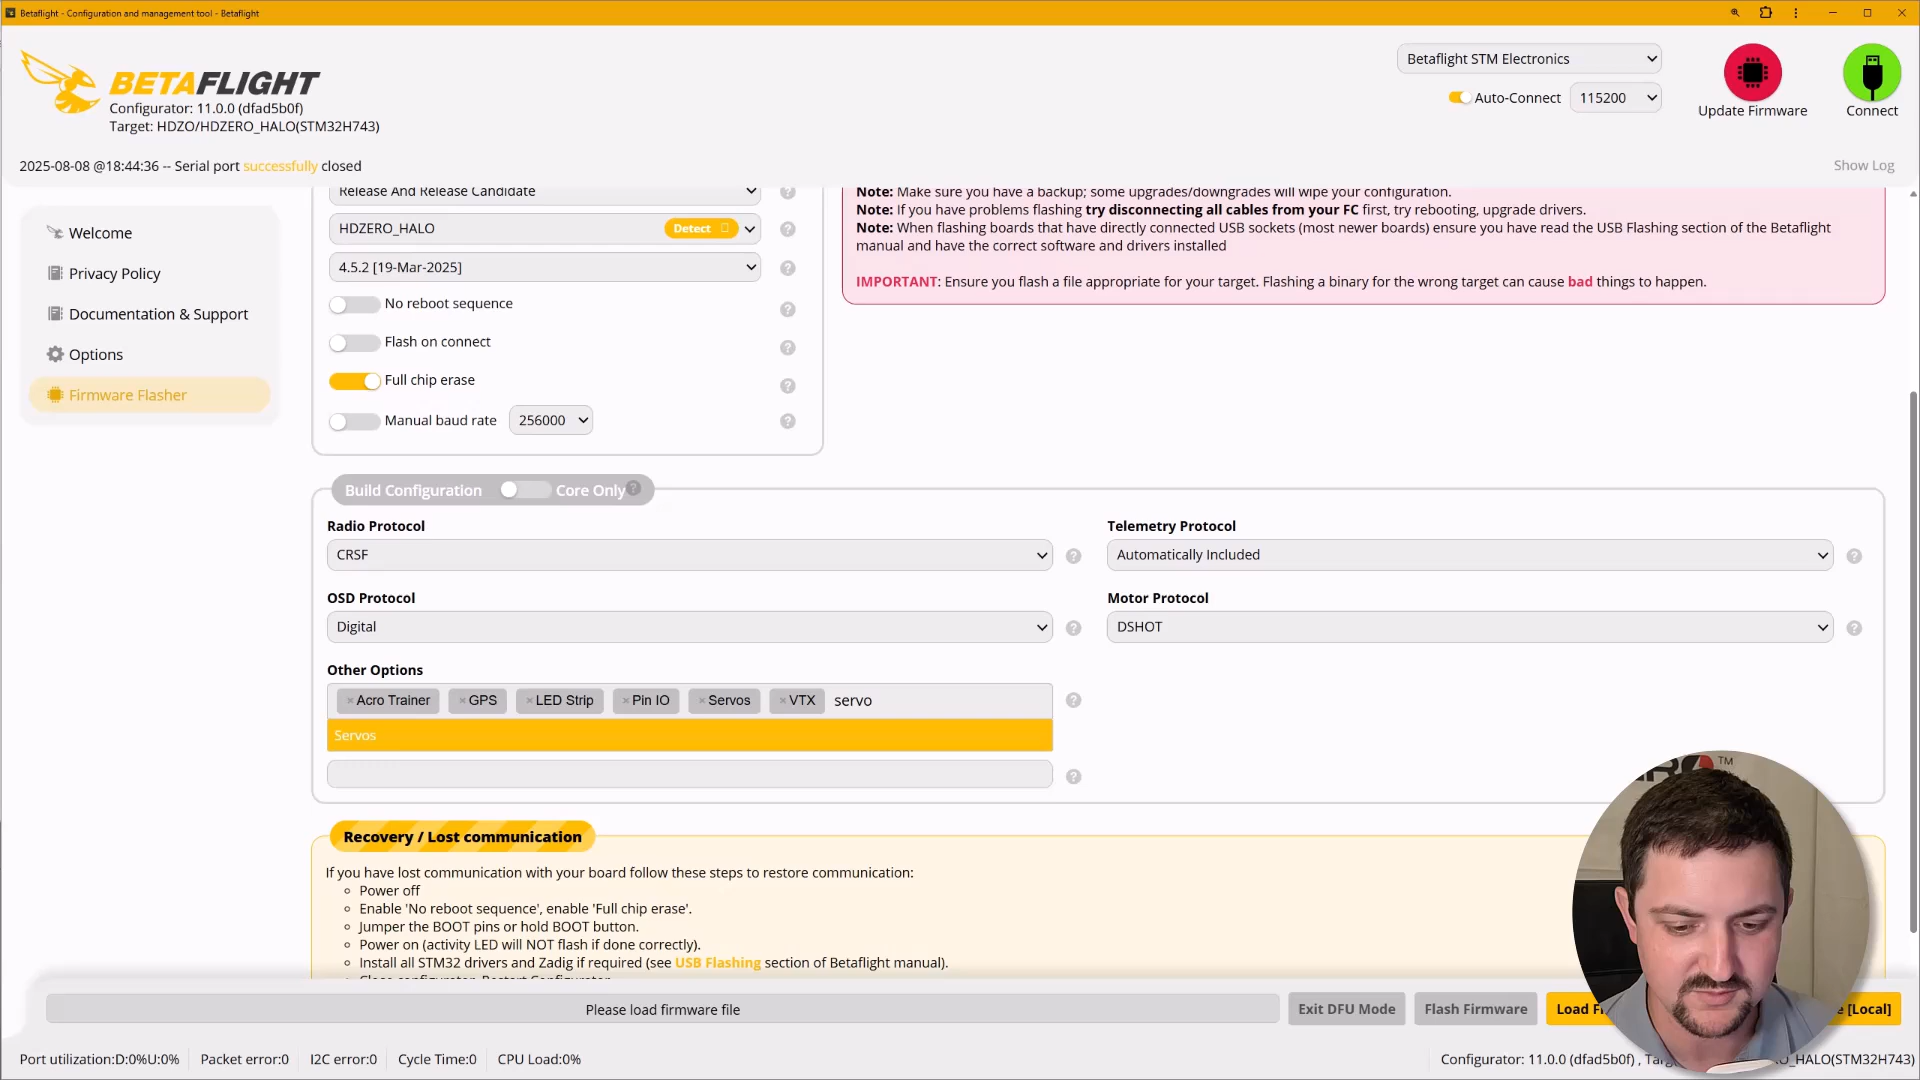 Betaflight - Configuration and management tool - Betaflight
BETAFLIGHT
Configurator: 11.0.0 (dfad5b0f)
Target: HDZO/HDZERO_HALO(STM32H743)
Betaflight STM Electronics
Auto-Connect
115200
Update Firmware
Connect
2025-08-08 @18:44:36 -- Serial port successfully closed
Show Log
Welcome
Privacy Policy
Documentation & Support
Options
Firmware Flasher
Release And Release Candidate
HDZERO_HALO
Detect
4.5.2 [19-Mar-2025]
No reboot sequence
Flash on connect
Full chip erase
Manual baud rate
256000
Note: Make sure you have a backup; some upgrades/downgrades will wipe your configuration.
Note: If you have problems flashing try disconnecting all cables from your FC first, try rebooting, upgrade drivers.
Note: When flashing boards that have directly connected USB sockets (most newer boards) ensure you have read the USB Flashing section of the Betaflight
manual and have the correct software and drivers installed
IMPORTANT: Ensure you flash a file appropriate for your target. Flashing a binary for the wrong target can cause bad things to happen.
Build Configuration
Core Only
Radio Protocol
CRSF
Telemetry Protocol
Automatically Included
OSD Protocol
Digital
Motor Protocol
DSHOT
Other Options
× Acro Trainer × GPS × LED Strip × Pin IO × Servos × VTX servo
Servos
Recovery / Lost communication
If you have lost communication with your board follow these steps to restore communication:
Power off
Enable 'No reboot sequence', enable 'Full chip erase'.
Jumper the BOOT pins or hold BOOT button.
Power on (activity LED will NOT flash if done correctly).
Install all STM32 drivers and Zadig if required (see USB Flashing section of Betaflight manual).
Close configurator, Restart Configurator
Please load firmware file
Exit DFU Mode
Flash Firmware
Load
[Local]
Port utilization:D:0%U:0%
Packet error:0
I2C error:0
Cycle Time:0
CPU Load:0%
Configurator: 11.0.0 (dfad5b0f) ,
_HALO(STM32H743)
TM